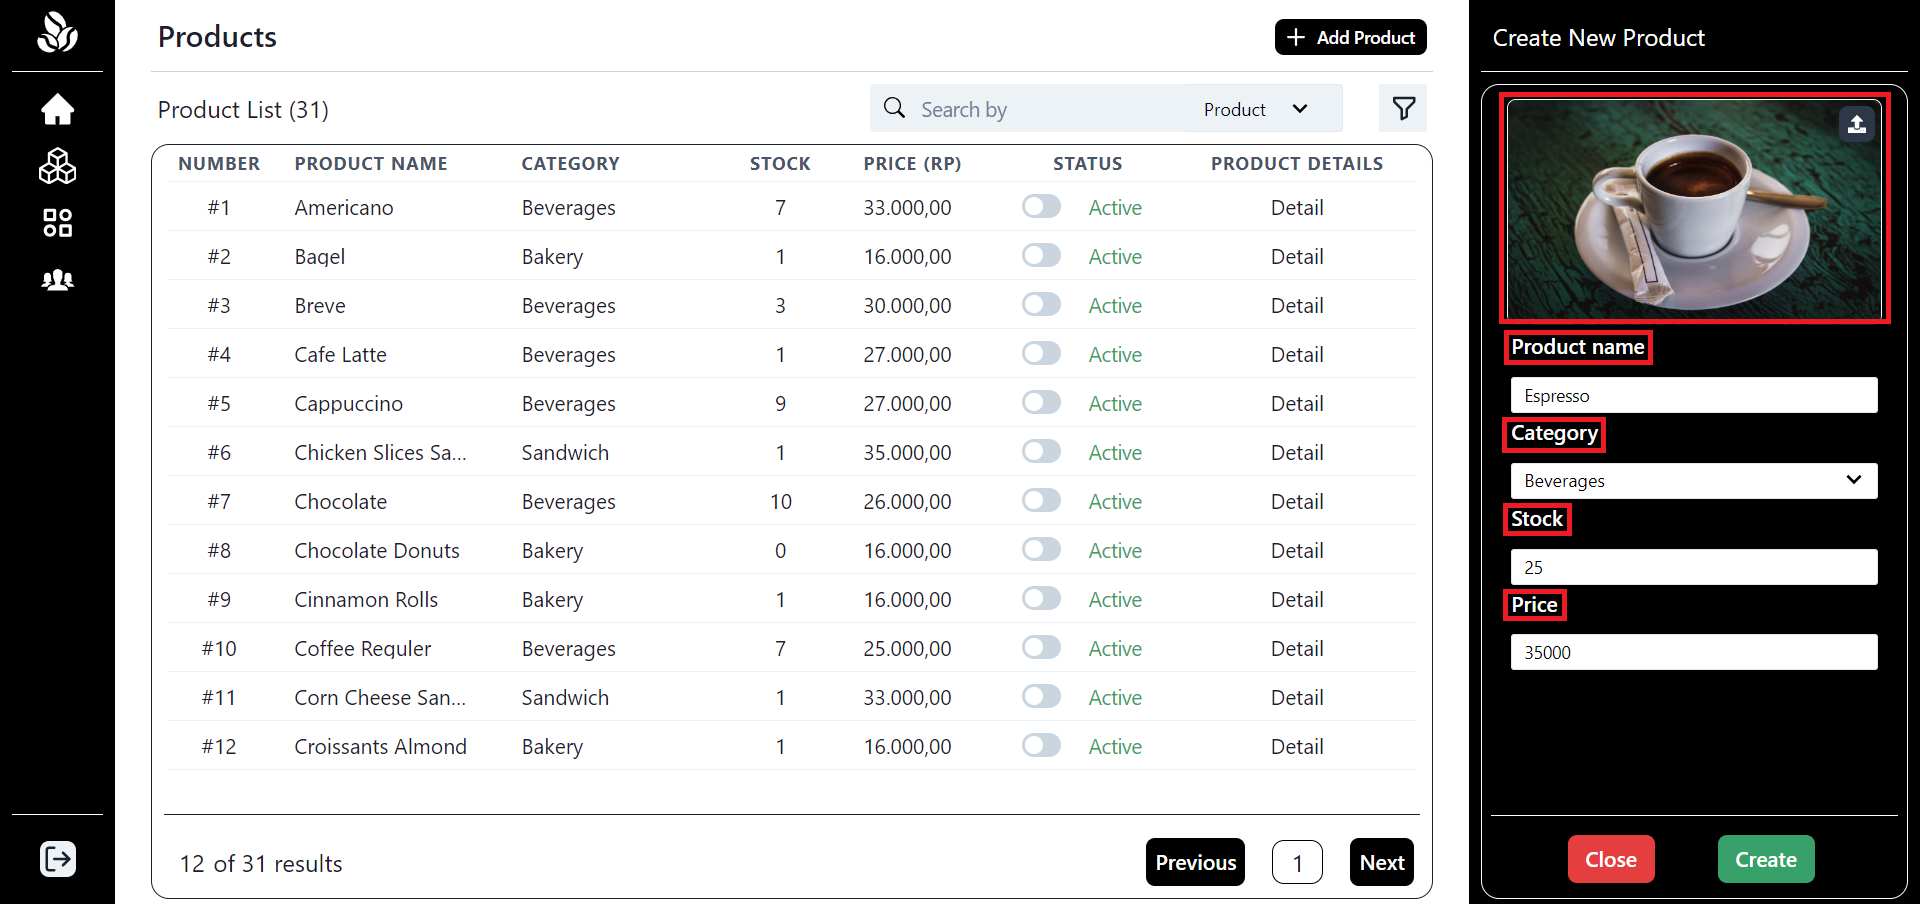 Products
+ Add Product
Product List (31)
Search by
Product
NUMBER PRODUCT NAME CATEGORY STOCK PRICE (RP) STATUS PRODUCT DETAILS
#1 Americano Beverages 7 33.000,00 Active Detail
#2 Bagel Bakery 1 16.000,00 Active Detail
#3 Breve Beverages 3 30.000,00 Active Detail
#4 Cafe Latte Beverages 1 27.000,00 Active Detail
#5 Cappuccino Beverages 9 27.000,00 Active Detail
#6 Chicken Slices Sa... Sandwich 1 35.000,00 Active Detail
#7 Chocolate Beverages 10 26.000,00 Active Detail
#8 Chocolate Donuts Bakery 0 16.000,00 Active Detail
#9 Cinnamon Rolls Bakery 1 16.000,00 Active Detail
#10 Coffee Reguler Beverages 7 25.000,00 Active Detail
#11 Corn Cheese San... Sandwich 1 33.000,00 Active Detail
#12 Croissants Almond Bakery 1 16.000,00 Active Detail
12 of 31 results
Previous 1 Next
Create New Product
Product name
Espresso
Category
Beverages
Stock
25
Price
35000
Close Create